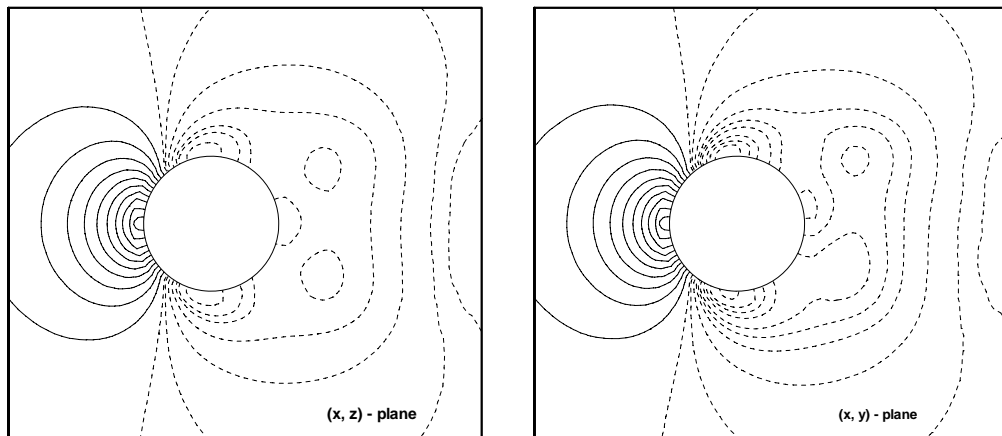 (x, z) - plane
(x, y) - plane